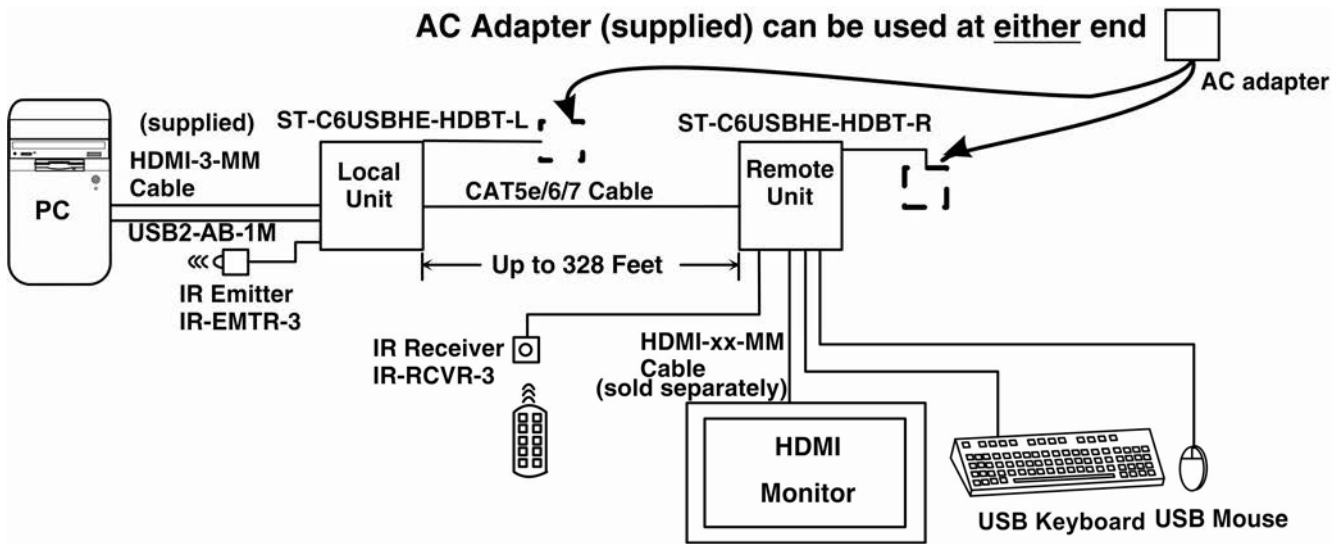 AC Adapter (supplied) can be used at either end
AC adapter
(supplied)
HDMI-3-MM
Cable
PC
USB2-AB-1M
IR Emitter
IR-EMTR-3
ST-C6USBHE-HDBT-L
Local
Unit
CAT5e/6/7 Cable
Up to 328 Feet
ST-C6USBHE-HDBT-R
Remote
Unit
IR Receiver
IR-RCVR-3
HDMI-xx-MM
Cable
(sold separately)
HDMI
Monitor
USB Keyboard
USB Mouse